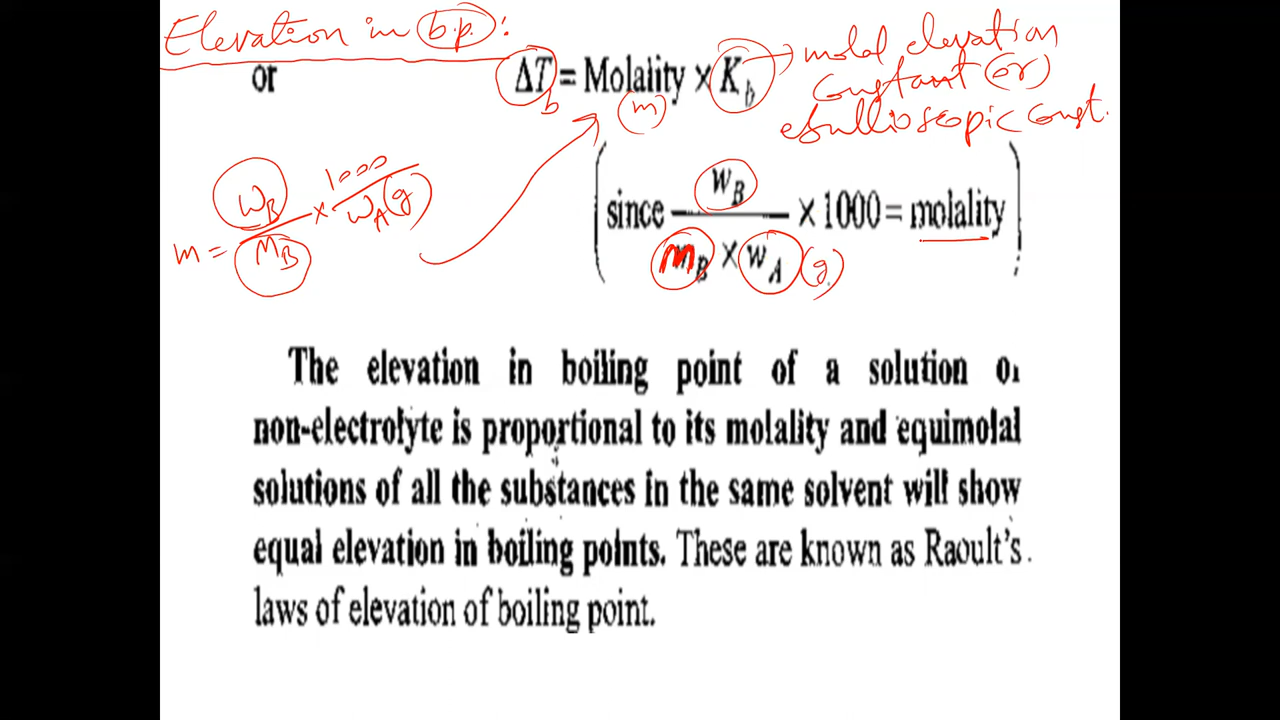 Elevation in b.p. :
or ΔT_b = Molality × K_b → molal elevation
(m) constant (or)
ebullioscopic const.
m = w_B / M_B × 1000 / w_A (g)
( since w_B / m_B × w_A (g) × 1000 = molality )
The elevation in boiling point of a solution
non-electrolyte is proportional to its molality and equimolal
solutions of all the substances in the same solvent will show
equal elevation in boiling points. These are known as Raoult's
laws of elevation of boiling point.